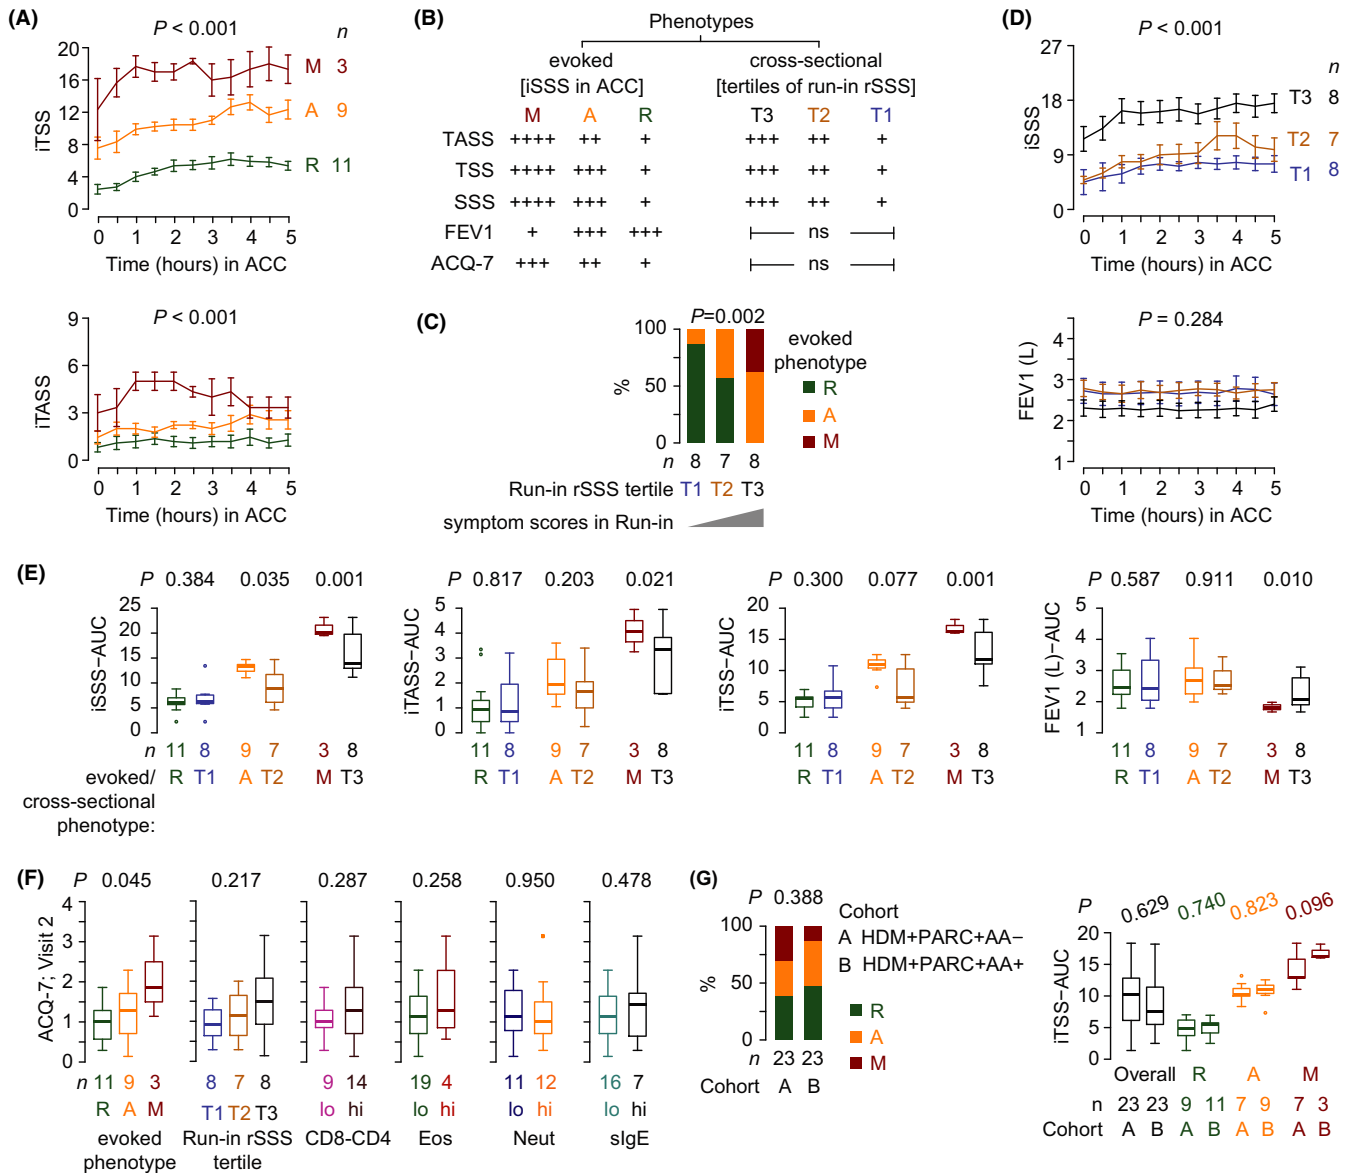 (A)
P < 0.001
n
iTSS
20
16
12
8
4
0
M 3
A 9
R 11
0 1 2 3 4 5
Time (hours) in ACC
P < 0.001
iTASS
9
6
3
0
0 1 2 3 4 5
Time (hours) in ACC
(B)
Phenotypes
evoked cross-sectional
[iSSS in ACC] [tertiles of run-in rSSS]
M A R T3 T2 T1
TASS ++++ ++ + +++ ++ +
TSS ++++ +++ + +++ ++ +
SSS ++++ +++ + +++ ++ +
FEV1 + +++ +++ ns
ACQ-7 +++ ++ + ns
(C)
P=0.002
%
100
50
0
evoked
phenotype
R
A
M
n 8 7 8
Run-in rSSS tertile T1 T2 T3
symptom scores in Run-in
(D)
P < 0.001
n
iSSS
27
18
9
0
T3 8
T2 7
T1 8
0 1 2 3 4 5
Time (hours) in ACC
P = 0.284
FEV1 (L)
4
3
2
1
0 1 2 3 4 5
Time (hours) in ACC
(E)
P 0.384 0.035 0.001
iSSS−AUC
25
20
15
10
5
0
n 11 8 9 7 3 8
evoked/ R T1 A T2 M T3
cross-sectional
phenotype:
P 0.817 0.203 0.021
iTASS−AUC
5
4
3
2
1
0
11 8 9 7 3 8
R T1 A T2 M T3
P 0.300 0.077 0.001
iTSS−AUC
20
15
10
5
0
11 8 9 7 3 8
R T1 A T2 M T3
P 0.587 0.911 0.010
FEV1 (L)−AUC
5
4
3
2
1
11 8 9 7 3 8
R T1 A T2 M T3
(F)
P 0.045 0.217 0.287 0.258 0.950 0.478
ACQ-7; Visit 2
4
3
2
1
0
n 11 9 3 8 7 8 9 14 19 4 11 12 16 7
R A M T1 T2 T3 lo hi lo hi lo hi lo hi
evoked Run-in rSSS CD8-CD4 Eos Neut sIgE
phenotype tertile
(G)
P 0.388
%
100
50
0
Cohort
A HDM+PARC+AA−
B HDM+PARC+AA+
R
A
M
n 23 23
Cohort A B
P 0.629 0.740 0.823 0.096
iTSS−AUC
20
15
10
5
0
Overall R A M
n 23 23 9 11 7 9 7 3
Cohort A B A B A B A B